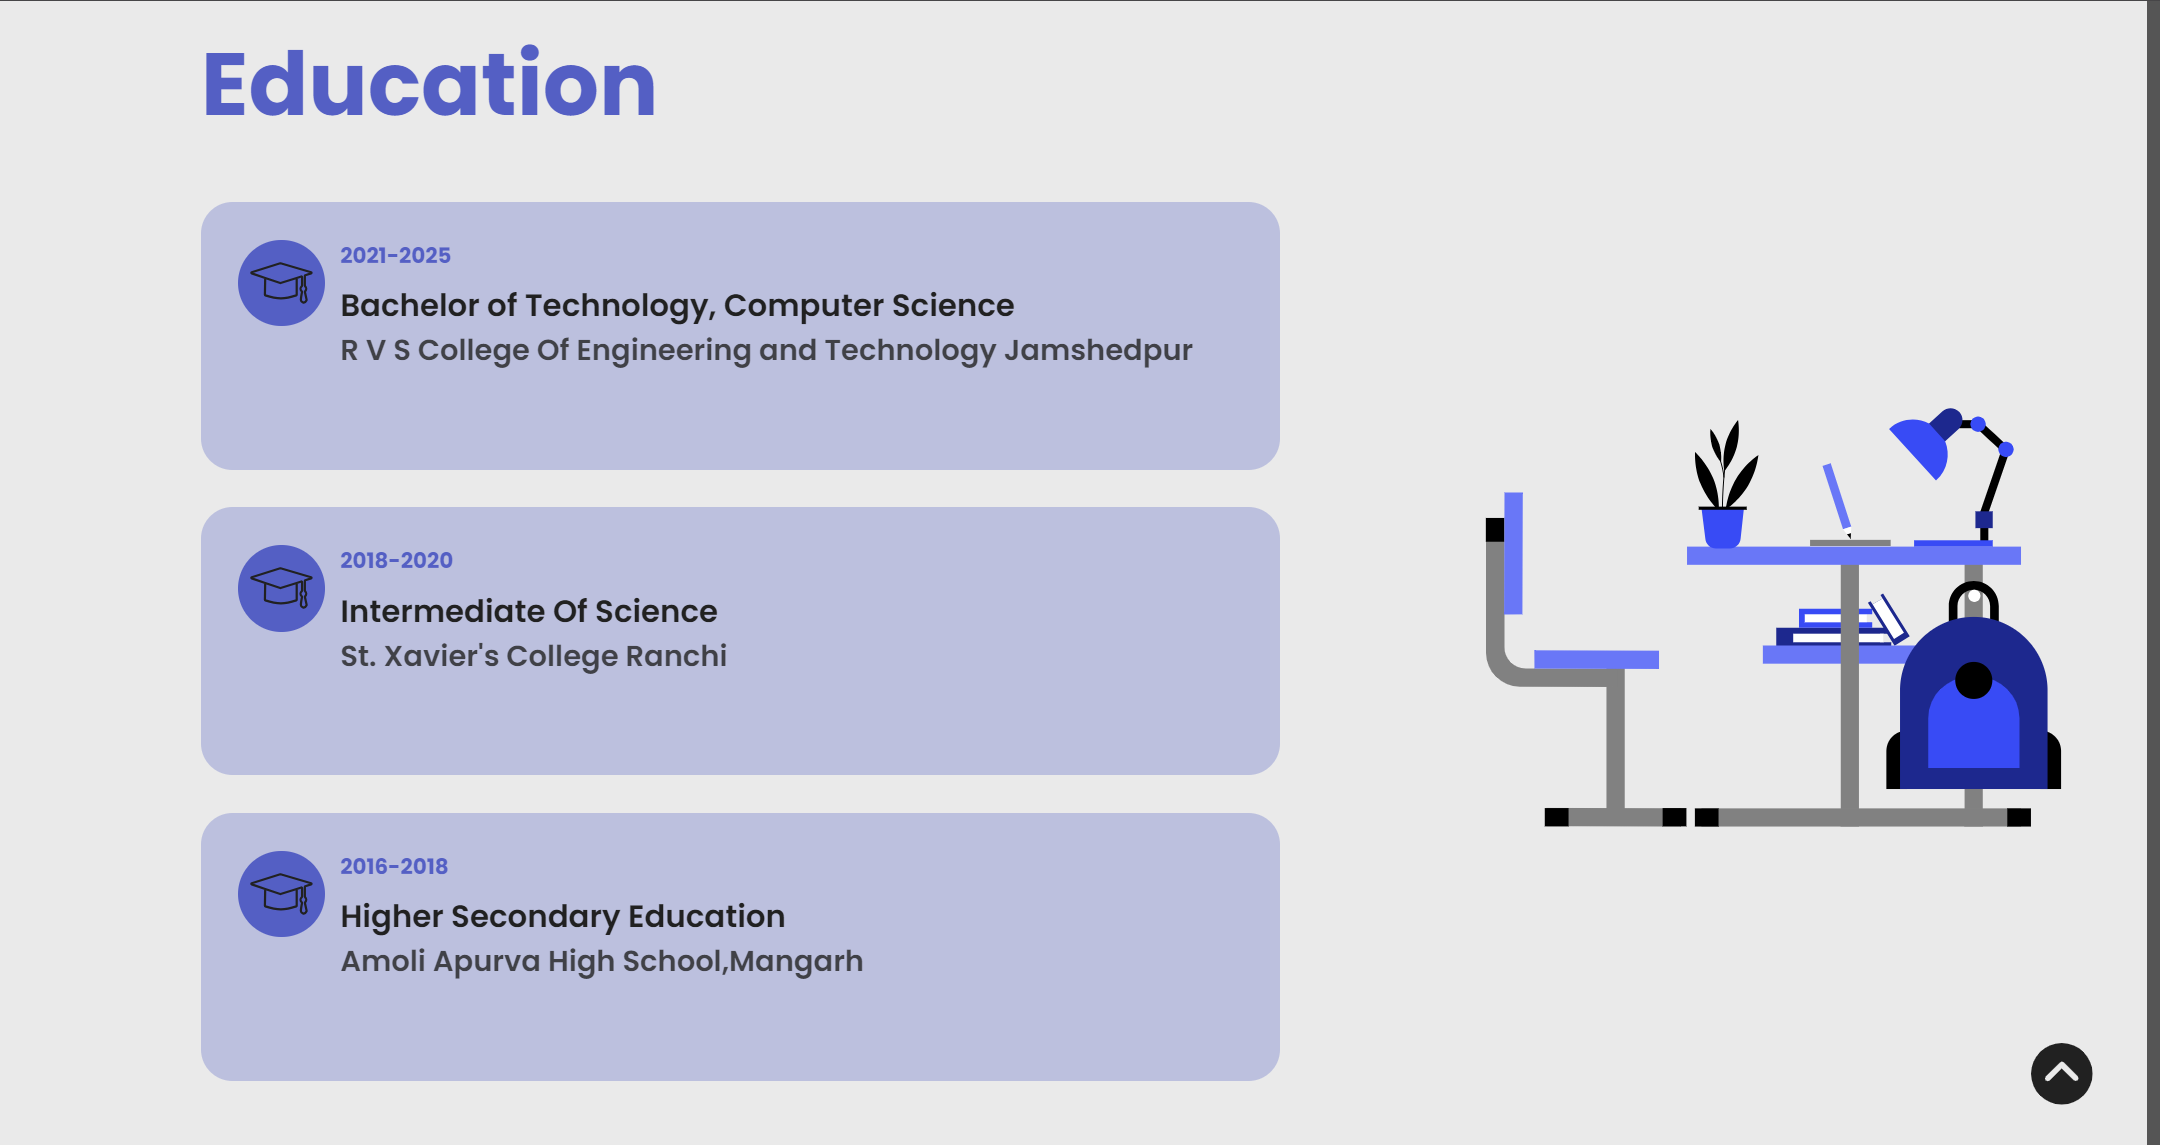 Education
2021-2025
Bachelor of Technology, Computer Science
R V S College Of Engineering and Technology Jamshedpur
2018-2020
Intermediate Of Science
St. Xavier's College Ranchi
2016-2018
Higher Secondary Education
Amoli Apurva High School,Mangarh